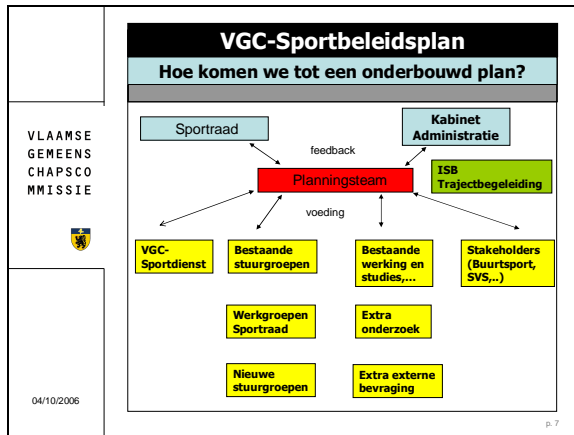 VGC-Sportbeleidsplan
Hoe komen we tot een onderbouwd plan?
VLAAMSE
GEMEENS
CHAPSCO
MMISSIE
Sportraad
Kabinet
Administratie
feedback
Planningsteam
ISB
Trajectbegeleiding
voeding
VGC-
Sportdienst
Bestaande
stuurgroepen
Bestaande
werking en
studies,...
Stakeholders
(Buurtsport,
SVS,..)
Werkgroepen
Sportraad
Extra
onderzoek
Nieuwe
stuurgroepen
Extra externe
bevraging
04/10/2006
p. 7